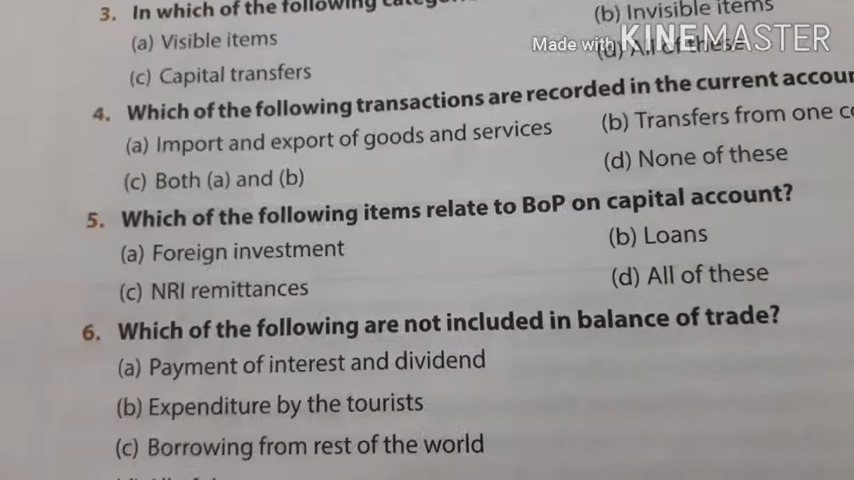 3. In which of the following
(b) Invisible items
(a) Visible items
Made with KINEMASTER
(d) All of these
(c) Capital transfers
4. Which of the following transactions are recorded in the current
(a) Import and export of goods and services
(b) Transfers from one
(c) Both (a) and (b)
(d) None of these
5. Which of the following items relate to BoP on capital account?
(a) Foreign investment
(b) Loans
(c) NRI remittances
(d) All of these
6. Which of the following are not included in balance of trade?
(a) Payment of interest and dividend
(b) Expenditure by the tourists
(c) Borrowing from rest of the world